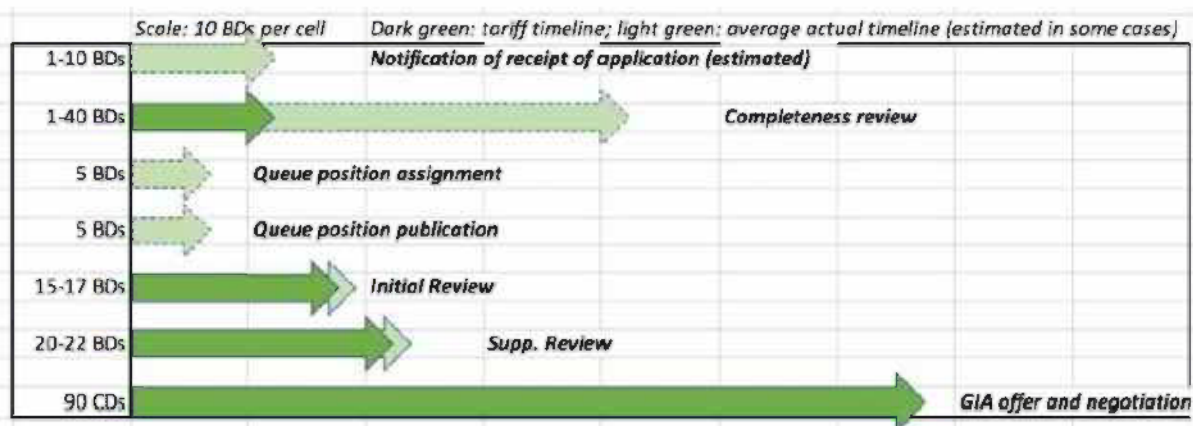 Scale: 10 BDs per cell Dark green: tariff timeline; light green: average actual timeline (estimated in some cases)
1-10 BDs Notification of receipt of application (estimated)
1-40 BDs Completeness review
5 BDs Queue position assignment
5 BDs Queue position publication
15-17 BDs Initial Review
20-22 BDs Supp. Review
90 CDs GIA offer and negotiation